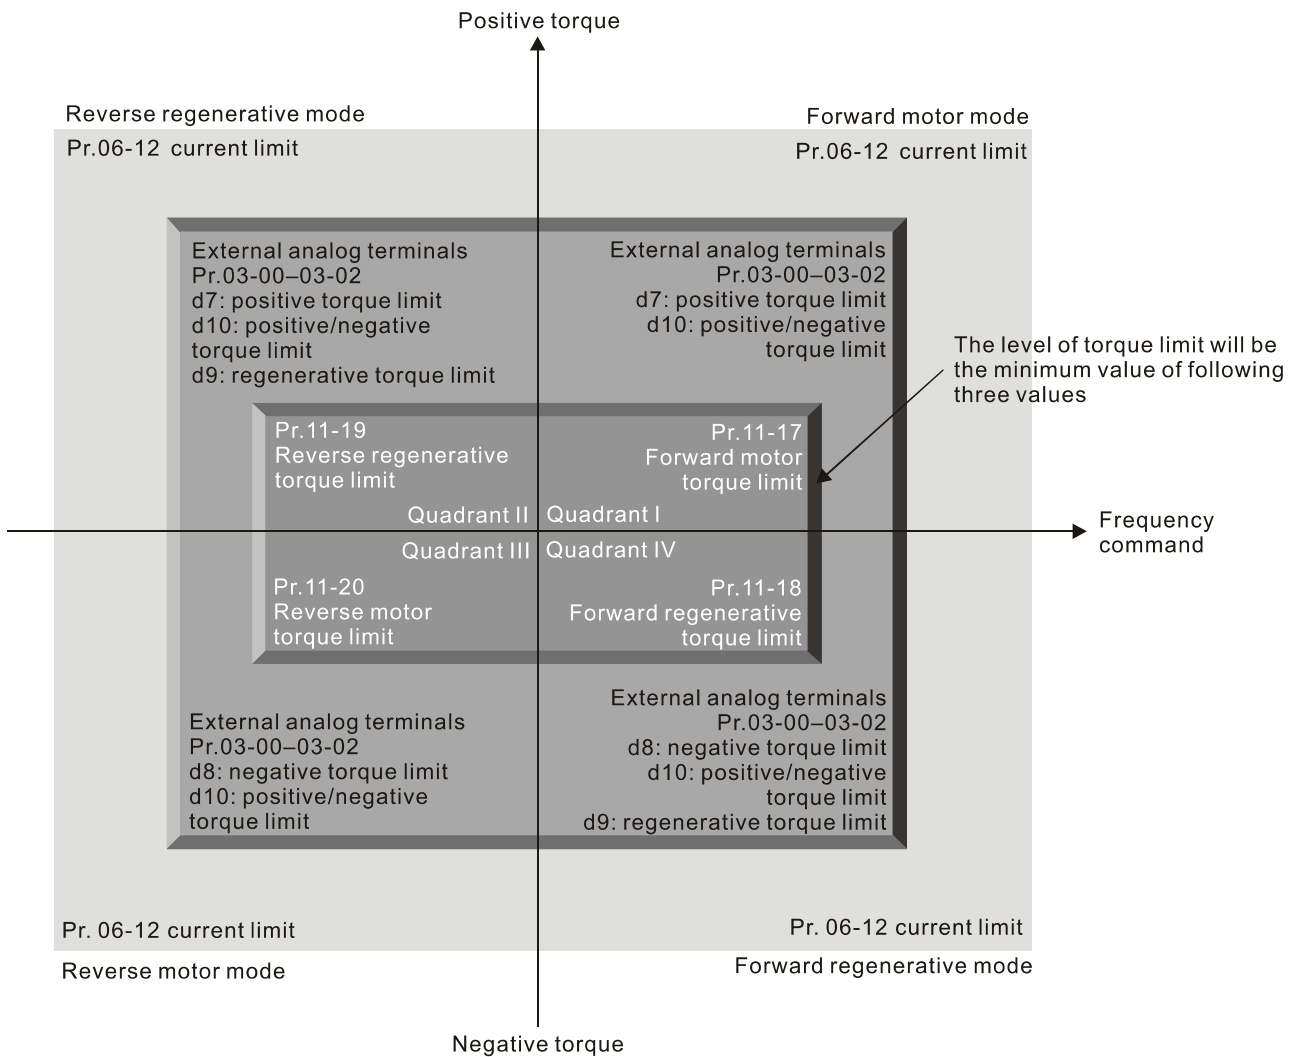 Positive torque
Reverse regenerative mode
Forward motor mode
Pr.06-12 current limit
Pr.06-12 current limit
External analog terminals
Pr.03-00–03-02
d7: positive torque limit
d10: positive/negative
torque limit
d9: regenerative torque limit
External analog terminals
Pr.03-00–03-02
d7: positive torque limit
d10: positive/negative
torque limit
The level of torque limit will be
the minimum value of following
three values
Pr.11-19
Reverse regenerative
torque limit
Quadrant II
Pr.11-17
Forward motor
torque limit
Quadrant I
Frequency
command
Quadrant III
Pr.11-20
Reverse motor
torque limit
Quadrant IV
Pr.11-18
Forward regenerative
torque limit
External analog terminals
Pr.03-00–03-02
d8: negative torque limit
d10: positive/negative
torque limit
External analog terminals
Pr.03-00–03-02
d8: negative torque limit
d10: positive/negative
torque limit
d9: regenerative torque limit
Pr. 06-12 current limit
Pr. 06-12 current limit
Reverse motor mode
Forward regenerative mode
Negative torque